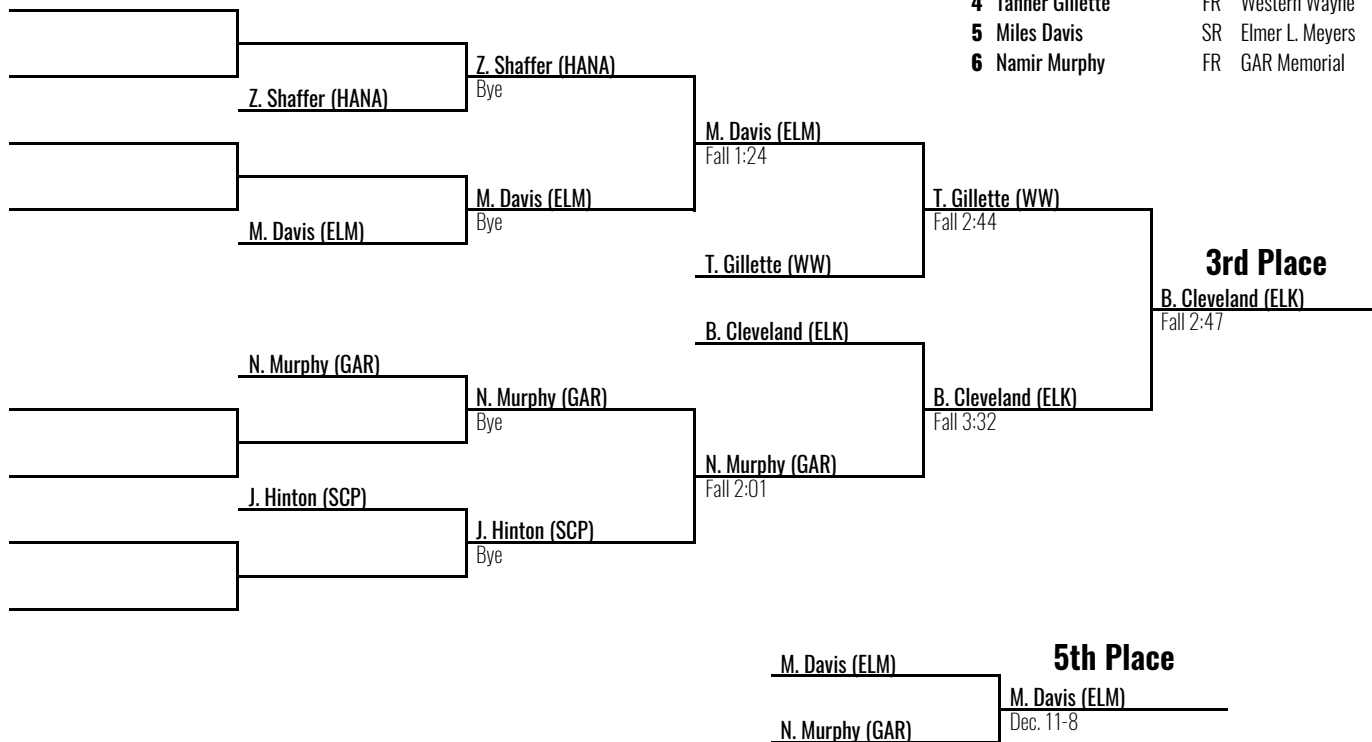 4 Tanner Gillette FR Western Wayne
5 Miles Davis SR Elmer L. Meyers
6 Namir Murphy FR GAR Memorial
Z. Shaffer (HANA)
Bye
Z. Shaffer (HANA)
M. Davis (ELM)
Fall 1:24
M. Davis (ELM)
Bye
M. Davis (ELM)
T. Gillette (WW)
Fall 2:44
T. Gillette (WW)
3rd Place
B. Cleveland (ELK)
Fall 2:47
B. Cleveland (ELK)
N. Murphy (GAR)
N. Murphy (GAR)
Bye
B. Cleveland (ELK)
Fall 3:32
N. Murphy (GAR)
Fall 2:01
J. Hinton (SCP)
J. Hinton (SCP)
Bye
5th Place
M. Davis (ELM)
M. Davis (ELM)
Dec. 11-8
N. Murphy (GAR)